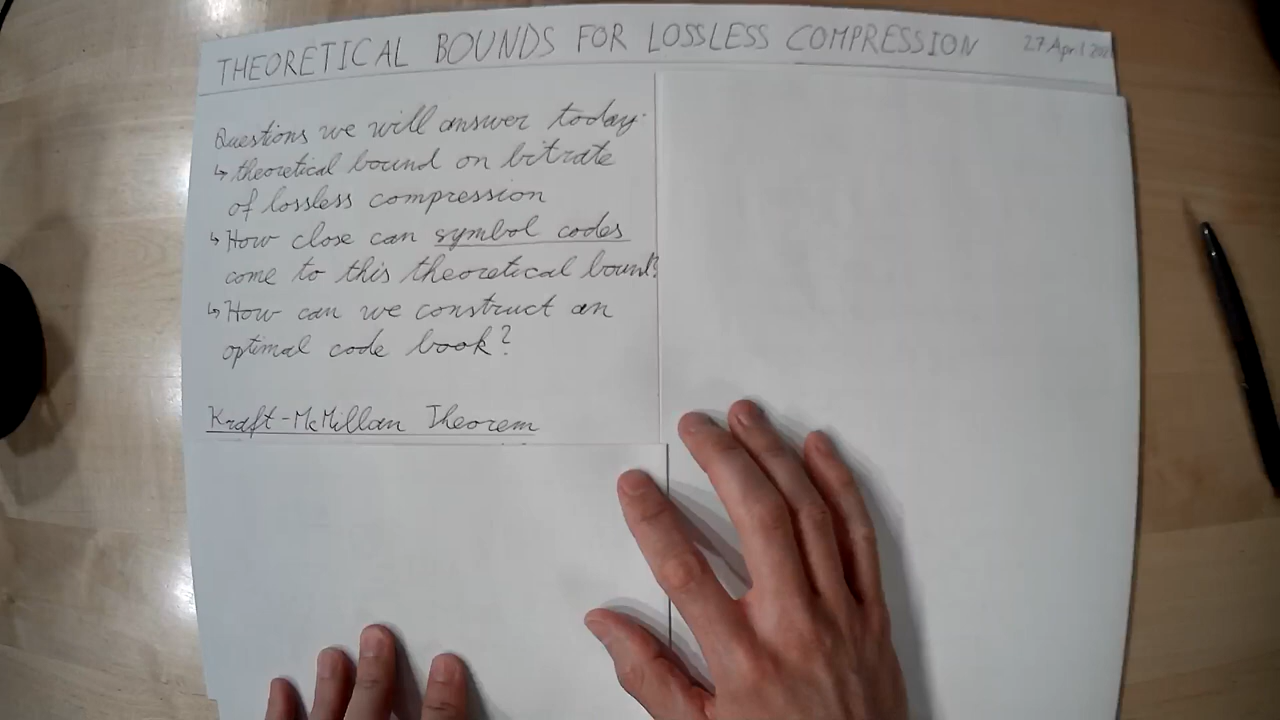 THEORETICAL BOUNDS FOR LOSSLESS COMPRESSION 27 April
Questions we will answer today:
↳ theoretical bound on bitrate
of lossless compression
↳ How close can symbol codes
come to this theoretical bound?
↳ How can we construct an
optimal code book?
Kraft-McMillan Theorem